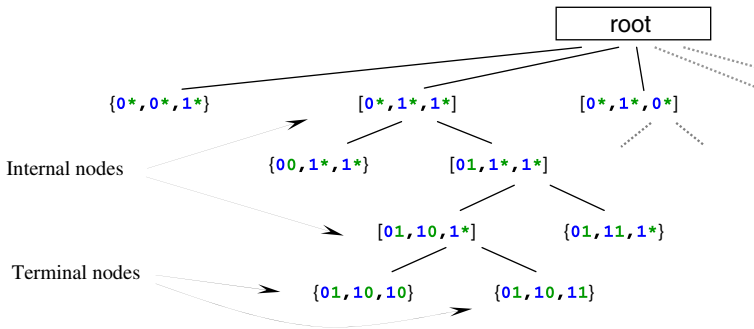 root
{0*,0*,1*} [0*,1*,1*] [0*,1*,0*]
Internal nodes {00,1*,1*} [01,1*,1*]
[01,10,1*] {01,11,1*}
Terminal nodes {01,10,10} {01,10,11}